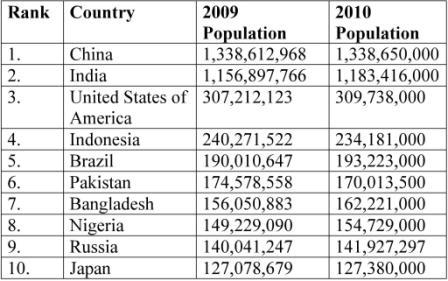 Rank Country 2009 Population 2010 Population
1. China 1,338,612,968 1,338,650,000
2. India 1,156,897,766 1,183,416,000
3. United States of America 307,212,123 309,738,000
4. Indonesia 240,271,522 234,181,000
5. Brazil 190,010,647 193,223,000
6. Pakistan 174,578,558 170,013,500
7. Bangladesh 156,050,883 162,221,000
8. Nigeria 149,229,090 154,729,000
9. Russia 140,041,247 141,927,297
10. Japan 127,078,679 127,380,000